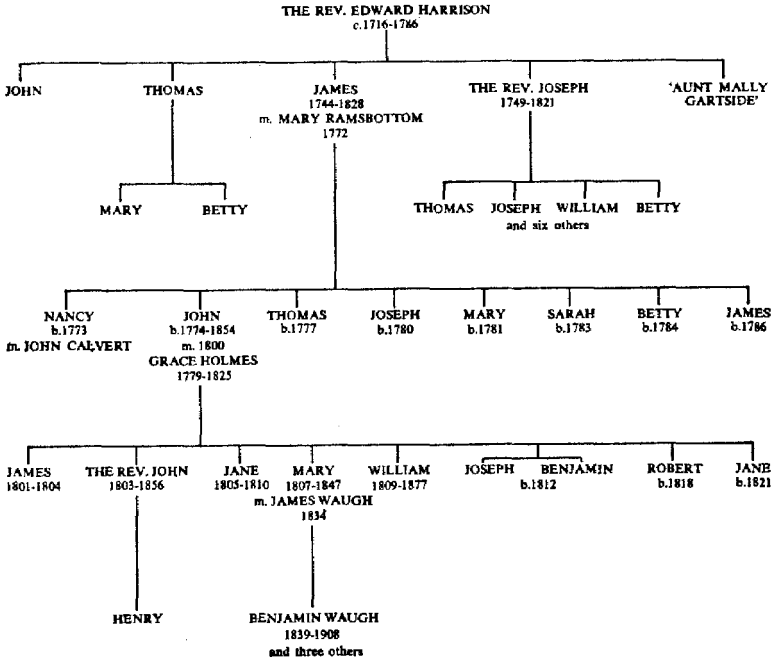 THE REV. EDWARD HARRISON
c.1716-1786
JOHN
THOMAS
JAMES
1744-1828
m. MARY RAMSBOTTOM
1772
THE REV. JOSEPH
1749-1821
'AUNT MALLY
GARTSIDE'
MARY
BETTY
THOMAS JOSEPH WILLIAM BETTY
and six others
NANCY
b.1773
m. JOHN CALVERT
JOHN
b.1774-1854
m. 1800
GRACE HOLMES
1779-1825
THOMAS
b.1777
JOSEPH
b.1780
MARY
b.1781
SARAH
b.1783
BETTY
b.1784
JAMES
b.1786
JAMES
1801-1804
THE REV. JOHN
1803-1856
JANE
1805-1810
MARY
1807-1847
m. JAMES WAUGH
1834
WILLIAM
1809-1877
JOSEPH BENJAMIN
b.1812
ROBERT
b.1818
JANE
b.1821
HENRY
BENJAMIN WAUGH
1839-1908
and three others